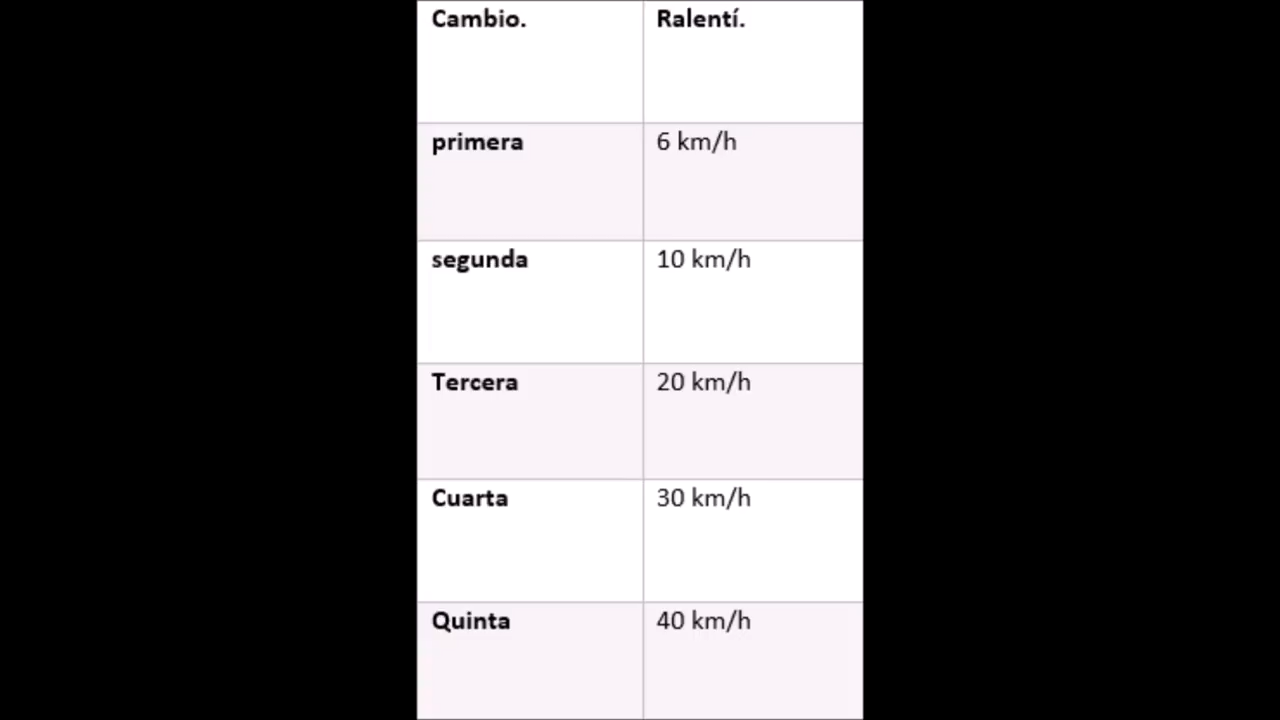 Cambio. Ralentí.
primera 6 km/h
segunda 10 km/h
Tercera 20 km/h
Cuarta 30 km/h
Quinta 40 km/h